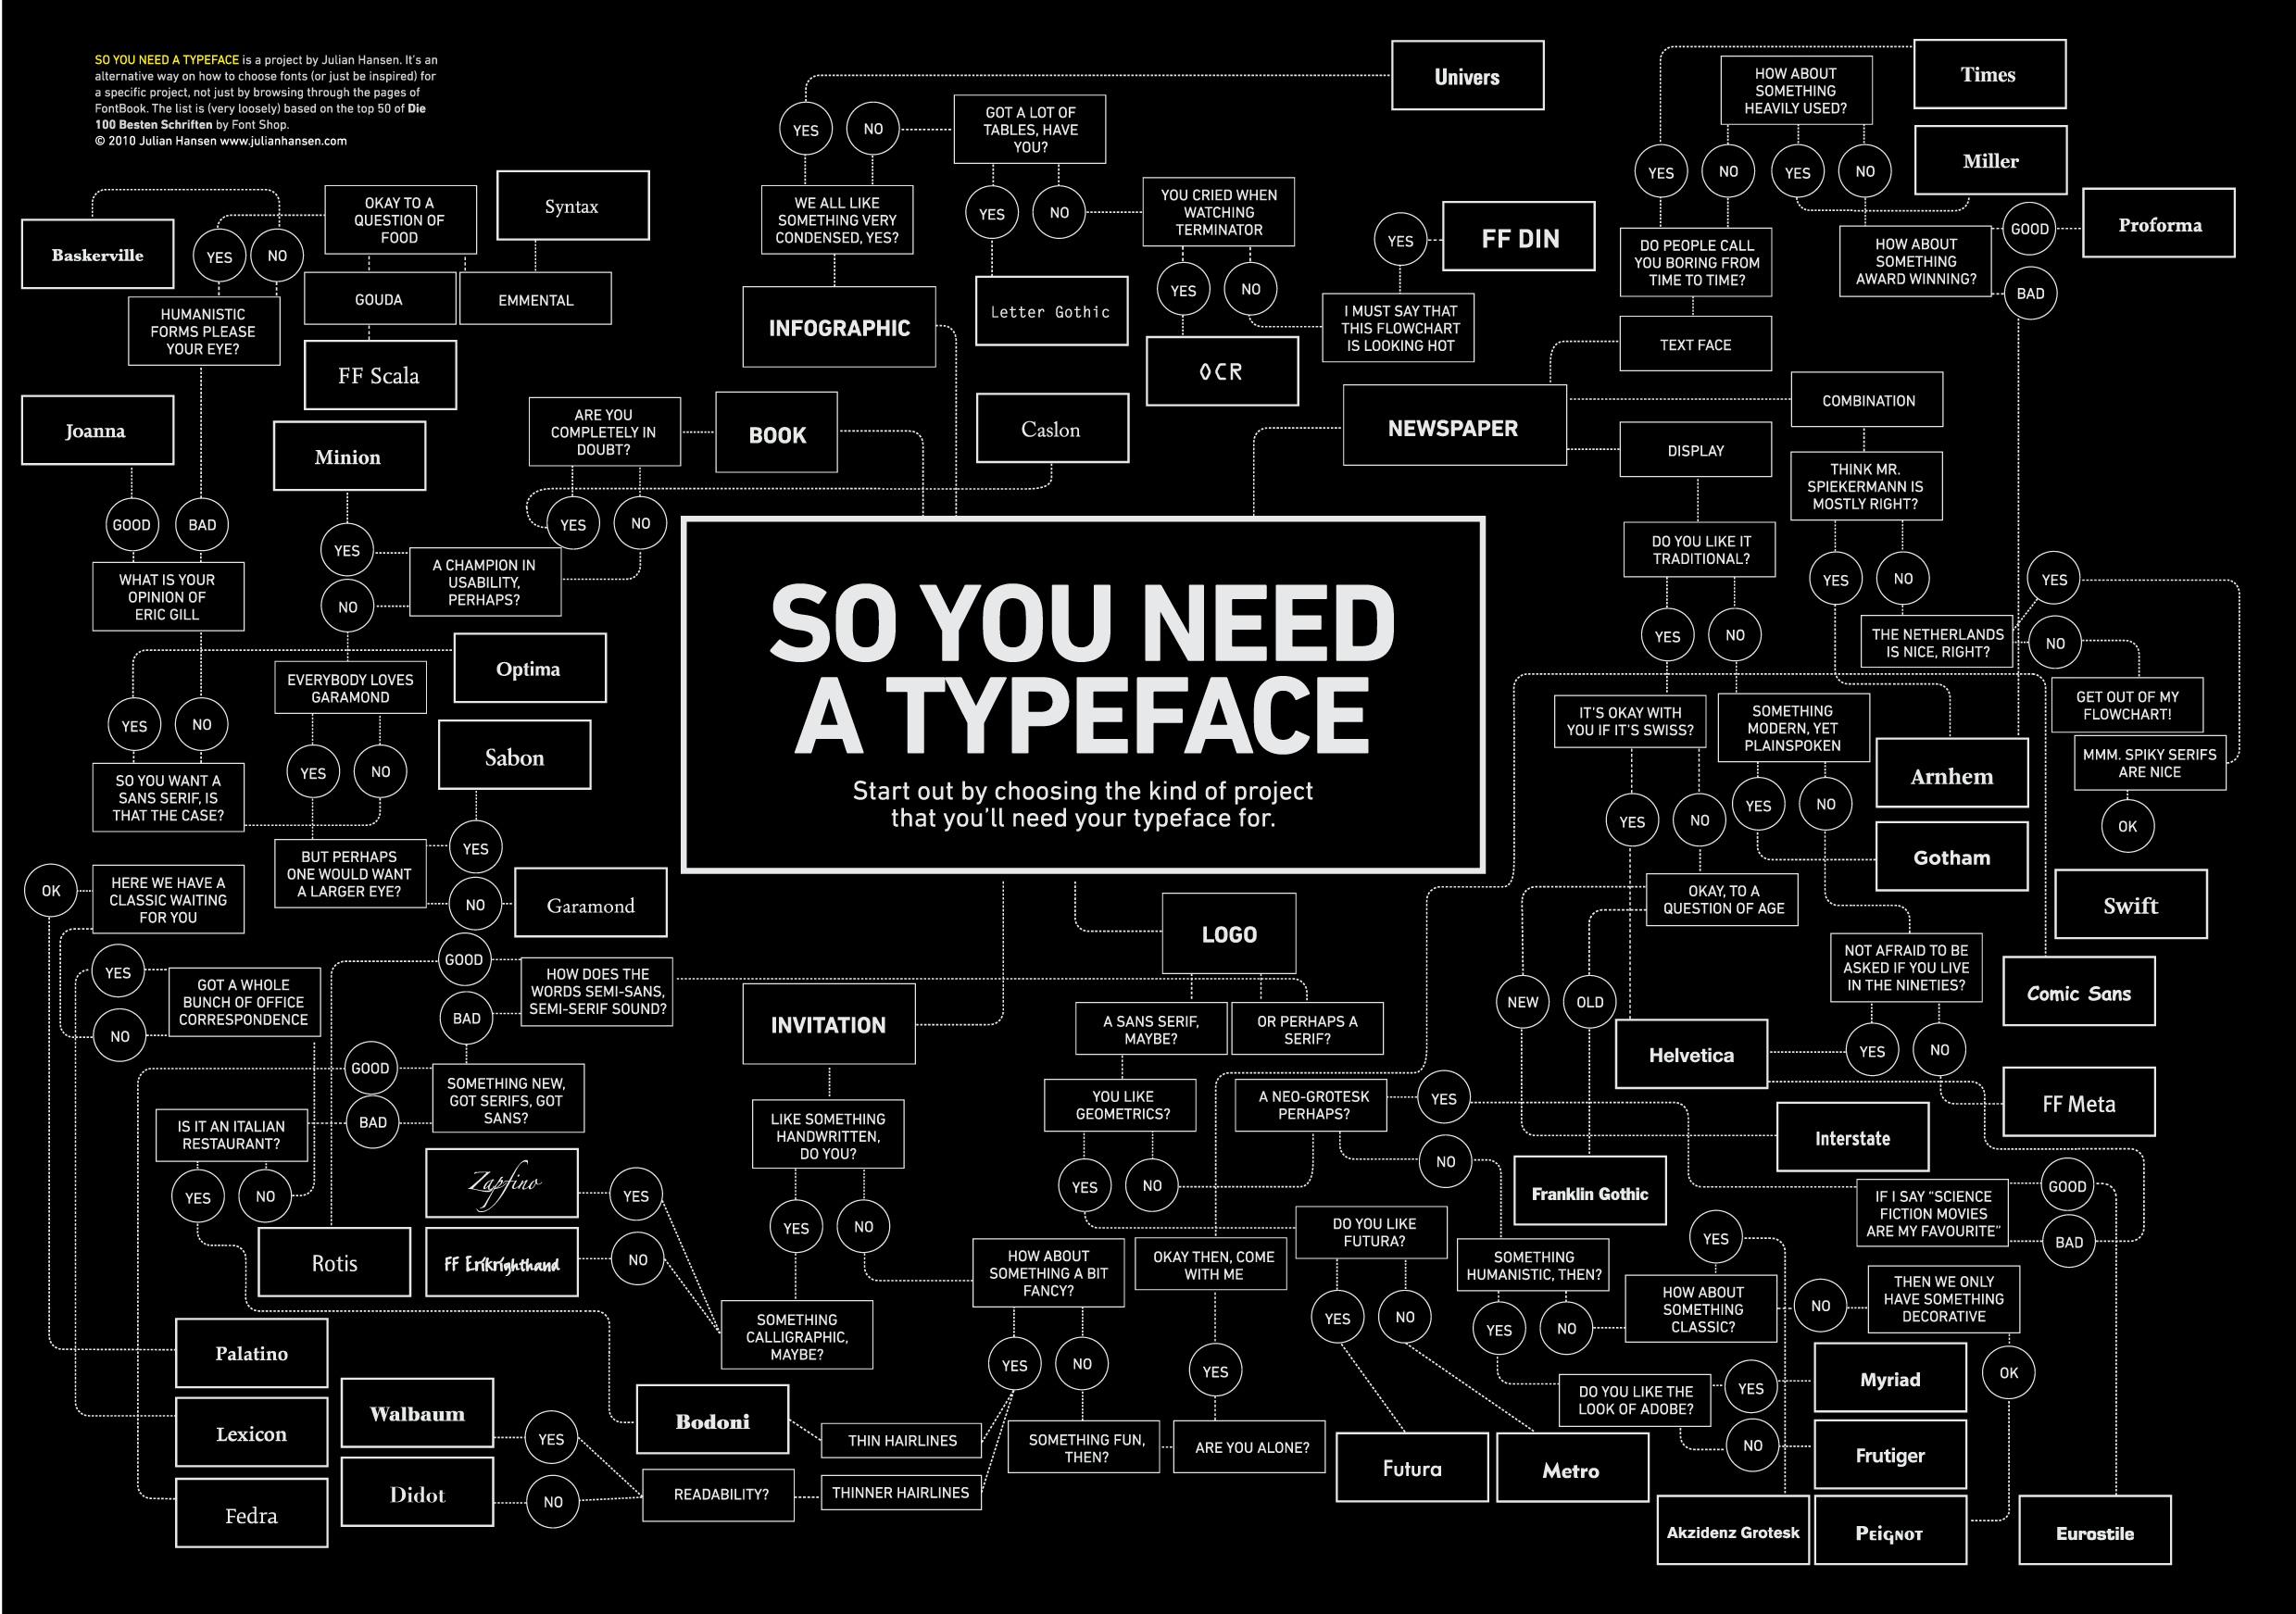 SO YOU NEED A TYPEFACE is a project by Julian Hansen. It's an
alternative way on how to choose fonts (or just be inspired) for
a specific project, not just by browsing through the pages of
FontBook. The list is (very loosely) based on the top 50 of Die
100 Besten Schriften by Font Shop.
© 2010 Julian Hansen www.julianhansen.com
Baskerville
YES
NO
OKAY TO A
QUESTION OF
FOOD
Syntax
GOUDA
EMMENTAL
HUMANISTIC
FORMS PLEASE
YOUR EYE?
FF Scala
Joanna
Minion
GOOD
BAD
WHAT IS YOUR
OPINION OF
ERIC GILL
YES
NO
A CHAMPION IN
USABILITY,
PERHAPS?
ARE YOU
COMPLETELY IN
DOUBT?
YES
NO
BOOK
Optima
EVERYBODY LOVES
GARAMOND
YES
NO
YES
NO
SO YOU WANT A
SANS SERIF, IS
THAT THE CASE?
Sabon
BUT PERHAPS
ONE WOULD WANT
A LARGER EYE?
YES
NO
Garamond
OK
HERE WE HAVE A
CLASSIC WAITING
FOR YOU
YES
NO
GOT A WHOLE
BUNCH OF OFFICE
CORRESPONDENCE
GOOD
BAD
HOW DOES THE
WORDS SEMI-SANS,
SEMI-SERIF SOUND?
GOOD
BAD
SOMETHING NEW,
GOT SERIFS, GOT
SANS?
IS IT AN ITALIAN
RESTAURANT?
YES
NO
Rotis
Zapfino
FF Erikrighthand
YES
NO
Palatino
Lexicon
Fedra
Walbaum
Didot
YES
NO
Bodoni
READABILITY?
THIN HAIRLINES
THINNER HAIRLINES
Univers
YES
NO
GOT A LOT OF
TABLES, HAVE
YOU?
WE ALL LIKE
SOMETHING VERY
CONDENSED, YES?
YES
NO
YOU CRIED WHEN
WATCHING
TERMINATOR
INFOGRAPHIC
Letter Gothic
YES
NO
OCR
YES
FF DIN
I MUST SAY THAT
THIS FLOWCHART
IS LOOKING HOT
Caslon
SO YOU NEED
A TYPEFACE
Start out by choosing the kind of project
that you'll need your typeface for.
INVITATION
LIKE SOMETHING
HANDWRITTEN,
DO YOU?
YES
NO
SOMETHING
CALLIGRAPHIC,
MAYBE?
HOW ABOUT
SOMETHING A BIT
FANCY?
YES
NO
SOMETHING FUN,
THEN?
ARE YOU ALONE?
YES
OKAY THEN, COME
WITH ME
LOGO
A SANS SERIF,
MAYBE?
OR PERHAPS A
SERIF?
YOU LIKE
GEOMETRICS?
YES
NO
A NEO-GROTESK
PERHAPS?
YES
NO
DO YOU LIKE
FUTURA?
YES
NO
Futura
Metro
SOMETHING
HUMANISTIC, THEN?
YES
NO
HOW ABOUT
SOMETHING
CLASSIC?
YES
NO
THEN WE ONLY
HAVE SOMETHING
DECORATIVE
OK
DO YOU LIKE THE
LOOK OF ADOBE?
YES
NO
Myriad
Frutiger
Akzidenz Grotesk
Peignot
Eurostile
IF I SAY “SCIENCE
FICTION MOVIES
ARE MY FAVOURITE”
GOOD
BAD
NEWSPAPER
TEXT FACE
DO PEOPLE CALL
YOU BORING FROM
TIME TO TIME?
YES
NO
Times
HOW ABOUT
SOMETHING
HEAVILY USED?
YES
NO
Miller
HOW ABOUT
SOMETHING
AWARD WINNING?
GOOD
BAD
Proforma
COMBINATION
THINK MR.
SPIEKERMANN IS
MOSTLY RIGHT?
YES
NO
THE NETHERLANDS
IS NICE, RIGHT?
YES
NO
GET OUT OF MY
FLOWCHART!
MMM. SPIKY SERIFS
ARE NICE
OK
Swift
Arnhem
DISPLAY
DO YOU LIKE IT
TRADITIONAL?
YES
NO
IT'S OKAY WITH
YOU IF IT'S SWISS?
YES
NO
SOMETHING
MODERN, YET
PLAINSPOKEN
YES
NO
Gotham
OKAY, TO A
QUESTION OF AGE
NEW
OLD
NOT AFRAID TO BE
ASKED IF YOU LIVE
IN THE NINETIES?
YES
NO
Comic Sans
Helvetica
FF Meta
Interstate
Franklin Gothic